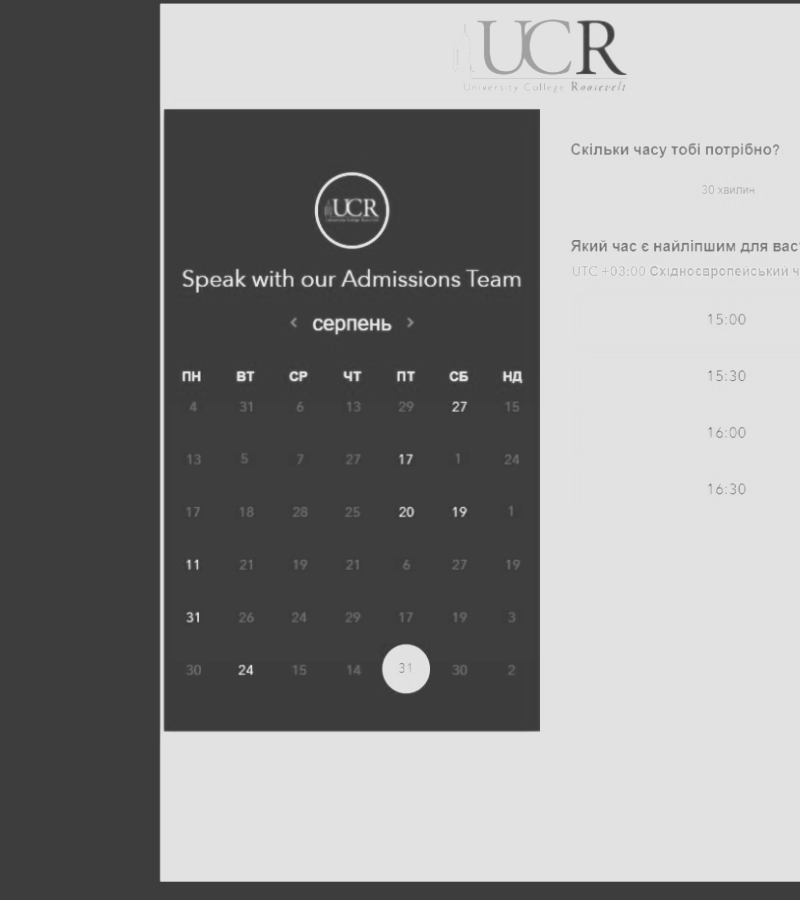 UCR
University College Roosevelt
UCR
Speak with our Admissions Team
‹ серпень ›
ПН ВТ СР ЧТ ПТ СБ НД
4 31 6 13 29 27 15
13 5 7 27 17 1 24
17 18 28 25 20 19 1
11 21 19 21 6 27 19
31 26 24 29 17 19 3
30 24 15 14 31 30 2
Скільки часу тобі потрібно?
30 хвилин
Який час є найліпшим для вас
UTC +03:00 Східноєвропейський ч
15:00
15:30
16:00
16:30